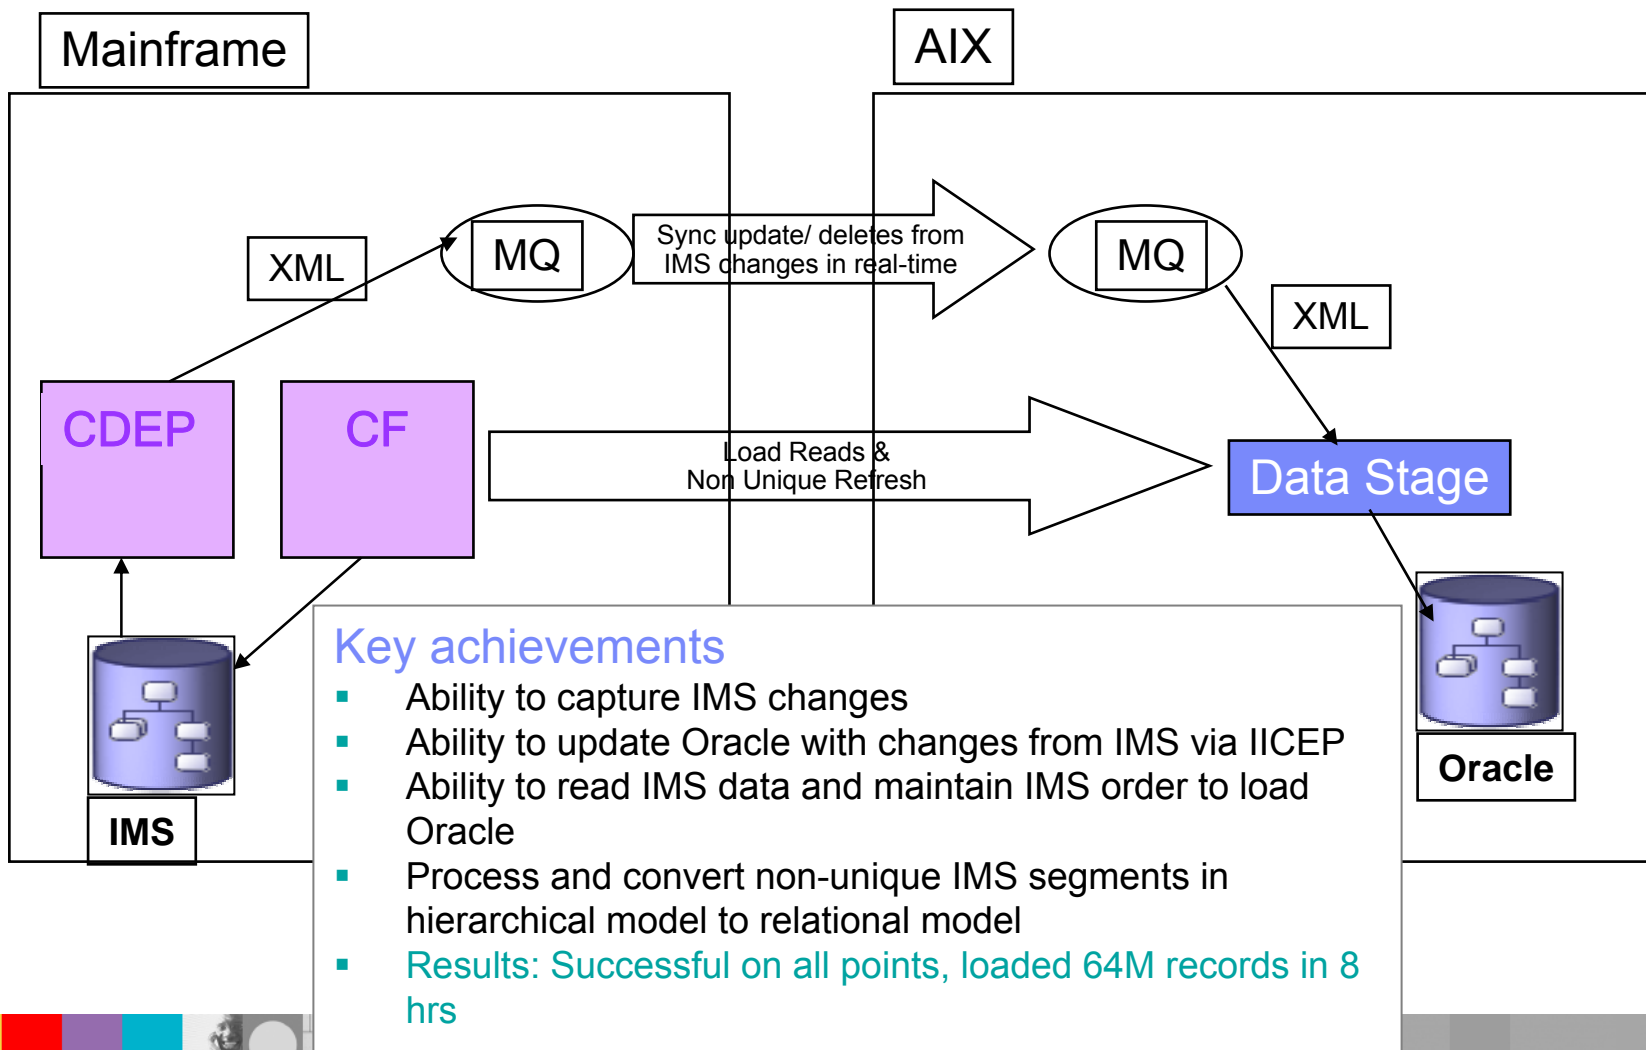 Mainframe
AIX
MQ
Sync update/ deletes from
IMS changes in real-time
MQ
XML
XML
CDEP
CF
Load Reads &
Non Unique Refresh
Data Stage
IMS
Oracle
Key achievements
▪ Ability to capture IMS changes
▪ Ability to update Oracle with changes from IMS via IICEP
▪ Ability to read IMS data and maintain IMS order to load
Oracle
▪ Process and convert non-unique IMS segments in
hierarchical model to relational model
▪ Results: Successful on all points, loaded 64M records in 8
hrs